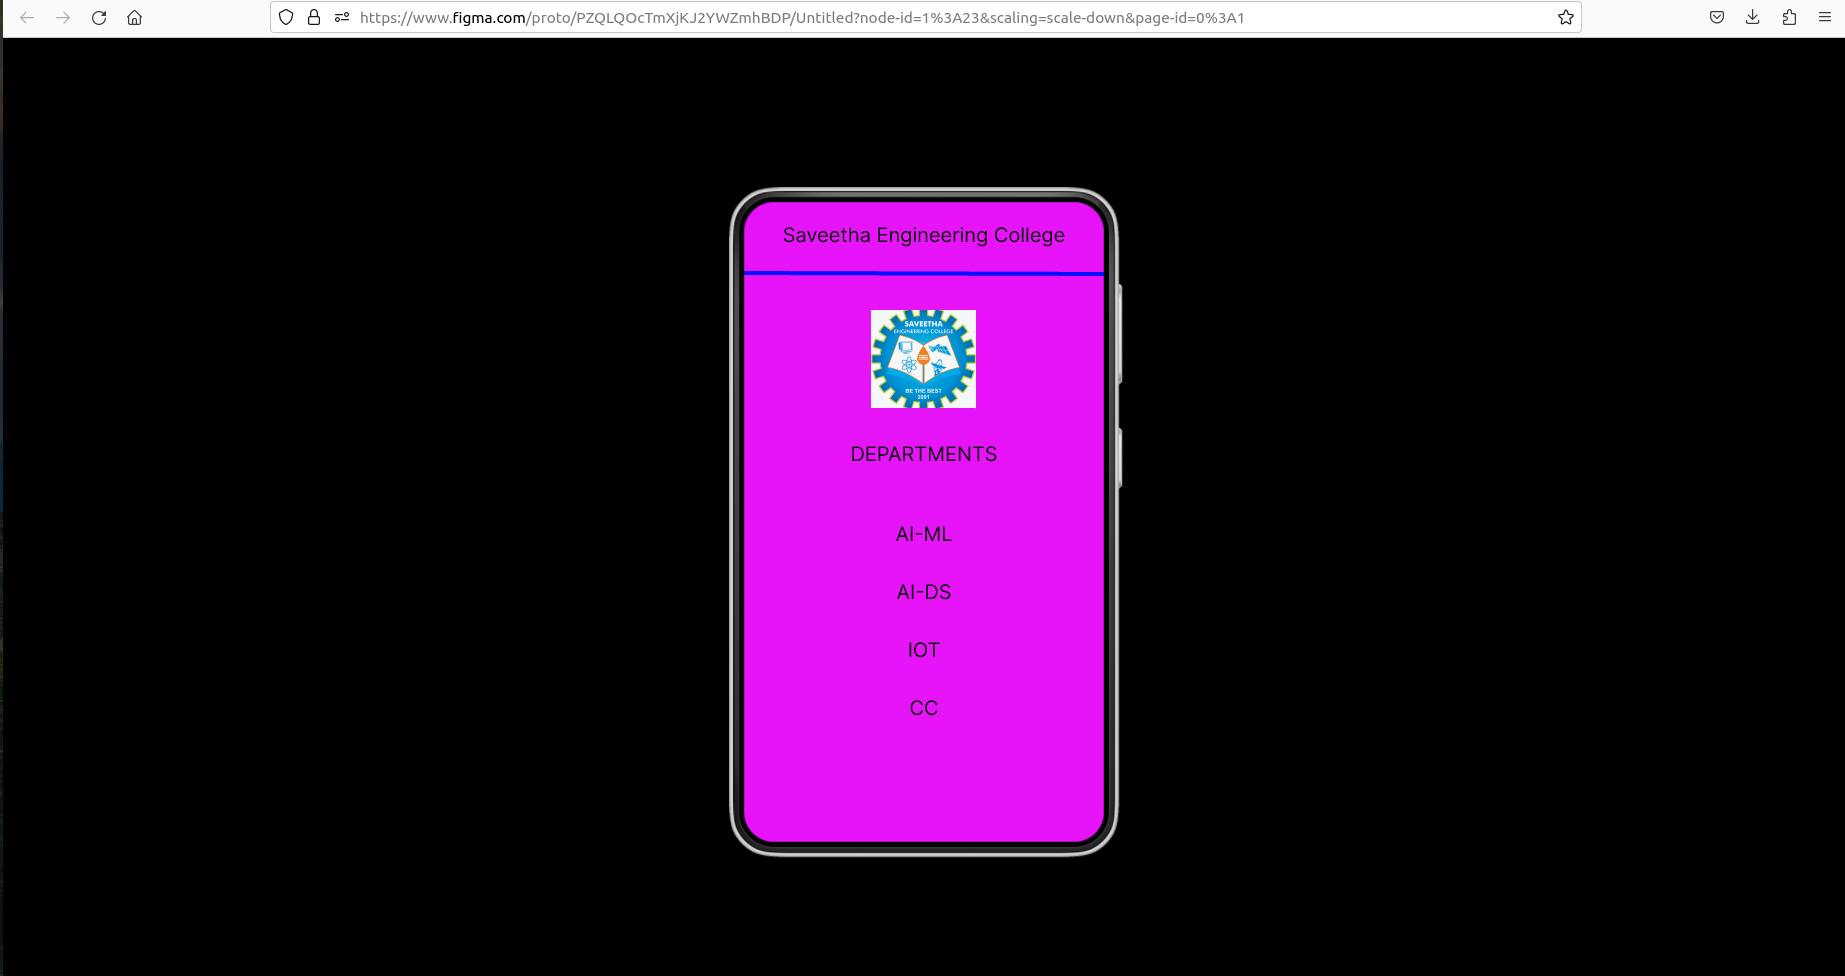 https://www.figma.com/proto/PZQLQOcTmXjKJ2YWZmhBDP/Untitled?node-id=1%3A23&scaling=scale-down&page-id=0%3A1
Saveetha Engineering College
SAVEETHA
ENGINEERING COLLEGE
BE THE BEST
2001
DEPARTMENTS
AI-ML
AI-DS
IOT
CC